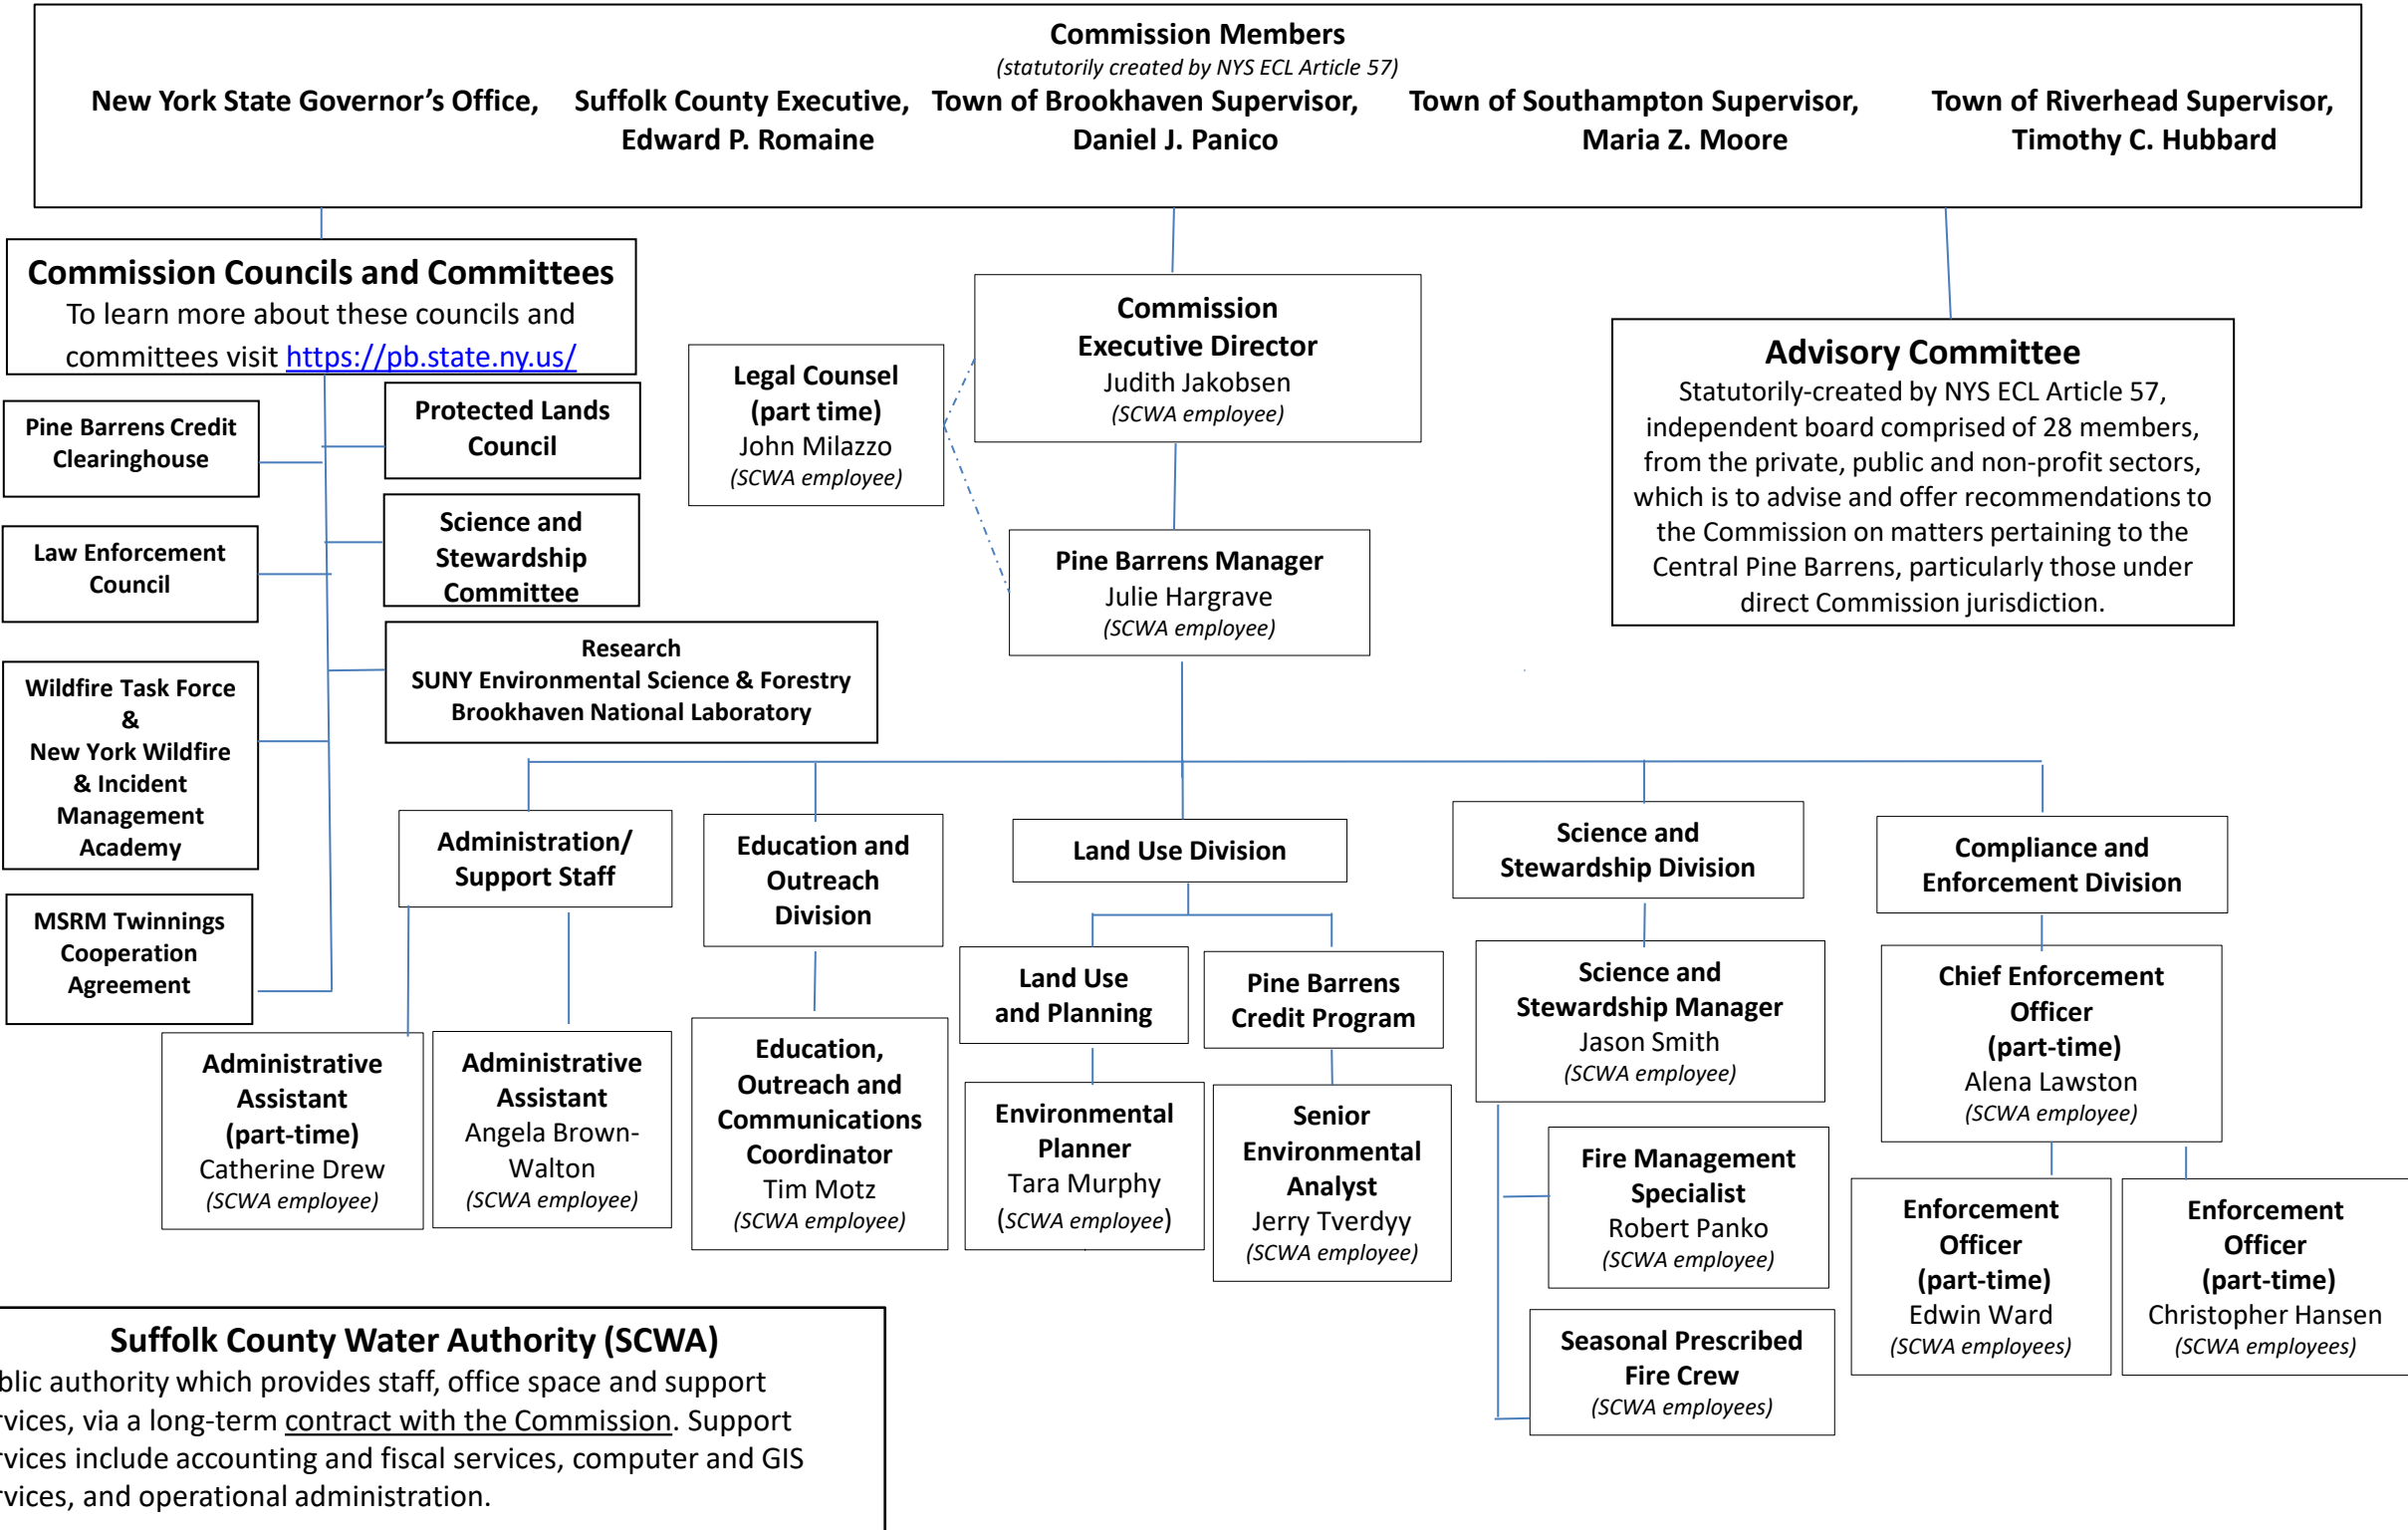 Commission Members
(statutorily created by NYS ECL Article 57)
New York State Governor's Office,
Suffolk County Executive,
Edward P. Romaine
Town of Brookhaven Supervisor,
Daniel J. Panico
Town of Southampton Supervisor,
Maria Z. Moore
Town of Riverhead Supervisor,
Timothy C. Hubbard
Commission Councils and Committees
To learn more about these councils and
committees visit https://pb.state.ny.us/
Pine Barrens Credit
Clearinghouse
Protected Lands
Council
Law Enforcement
Council
Science and
Stewardship
Committee
Research
SUNY Environmental Science & Forestry
Brookhaven National Laboratory
Wildfire Task Force
&
New York Wildfire
& Incident
Management
Academy
MSRM Twinnings
Cooperation
Agreement
Legal Counsel
(part time)
John Milazzo
(SCWA employee)
Commission
Executive Director
Judith Jakobsen
(SCWA employee)
Pine Barrens Manager
Julie Hargrave
(SCWA employee)
Advisory Committee
Statutorily-created by NYS ECL Article 57,
independent board comprised of 28 members,
from the private, public and non-profit sectors,
which is to advise and offer recommendations to
the Commission on matters pertaining to the
Central Pine Barrens, particularly those under
direct Commission jurisdiction.
Administration/
Support Staff
Administrative
Assistant
(part-time)
Catherine Drew
(SCWA employee)
Administrative
Assistant
Angela Brown-
Walton
(SCWA employee)
Education and
Outreach
Division
Education,
Outreach and
Communications
Coordinator
Tim Motz
(SCWA employee)
Land Use Division
Land Use
and Planning
Environmental
Planner
Tara Murphy
(SCWA employee)
Pine Barrens
Credit Program
Senior
Environmental
Analyst
Jerry Tverdyy
(SCWA employee)
Science and
Stewardship Division
Science and
Stewardship Manager
Jason Smith
(SCWA employee)
Fire Management
Specialist
Robert Panko
(SCWA employee)
Seasonal Prescribed
Fire Crew
(SCWA employees)
Compliance and
Enforcement Division
Chief Enforcement
Officer
(part-time)
Alena Lawston
(SCWA employee)
Enforcement
Officer
(part-time)
Edwin Ward
(SCWA employees)
Enforcement
Officer
(part-time)
Christopher Hansen
(SCWA employees)
Suffolk County Water Authority (SCWA)
blic authority which provides staff, office space and support
rvices, via a long-term contract with the Commission. Support
rvices include accounting and fiscal services, computer and GIS
rvices, and operational administration.